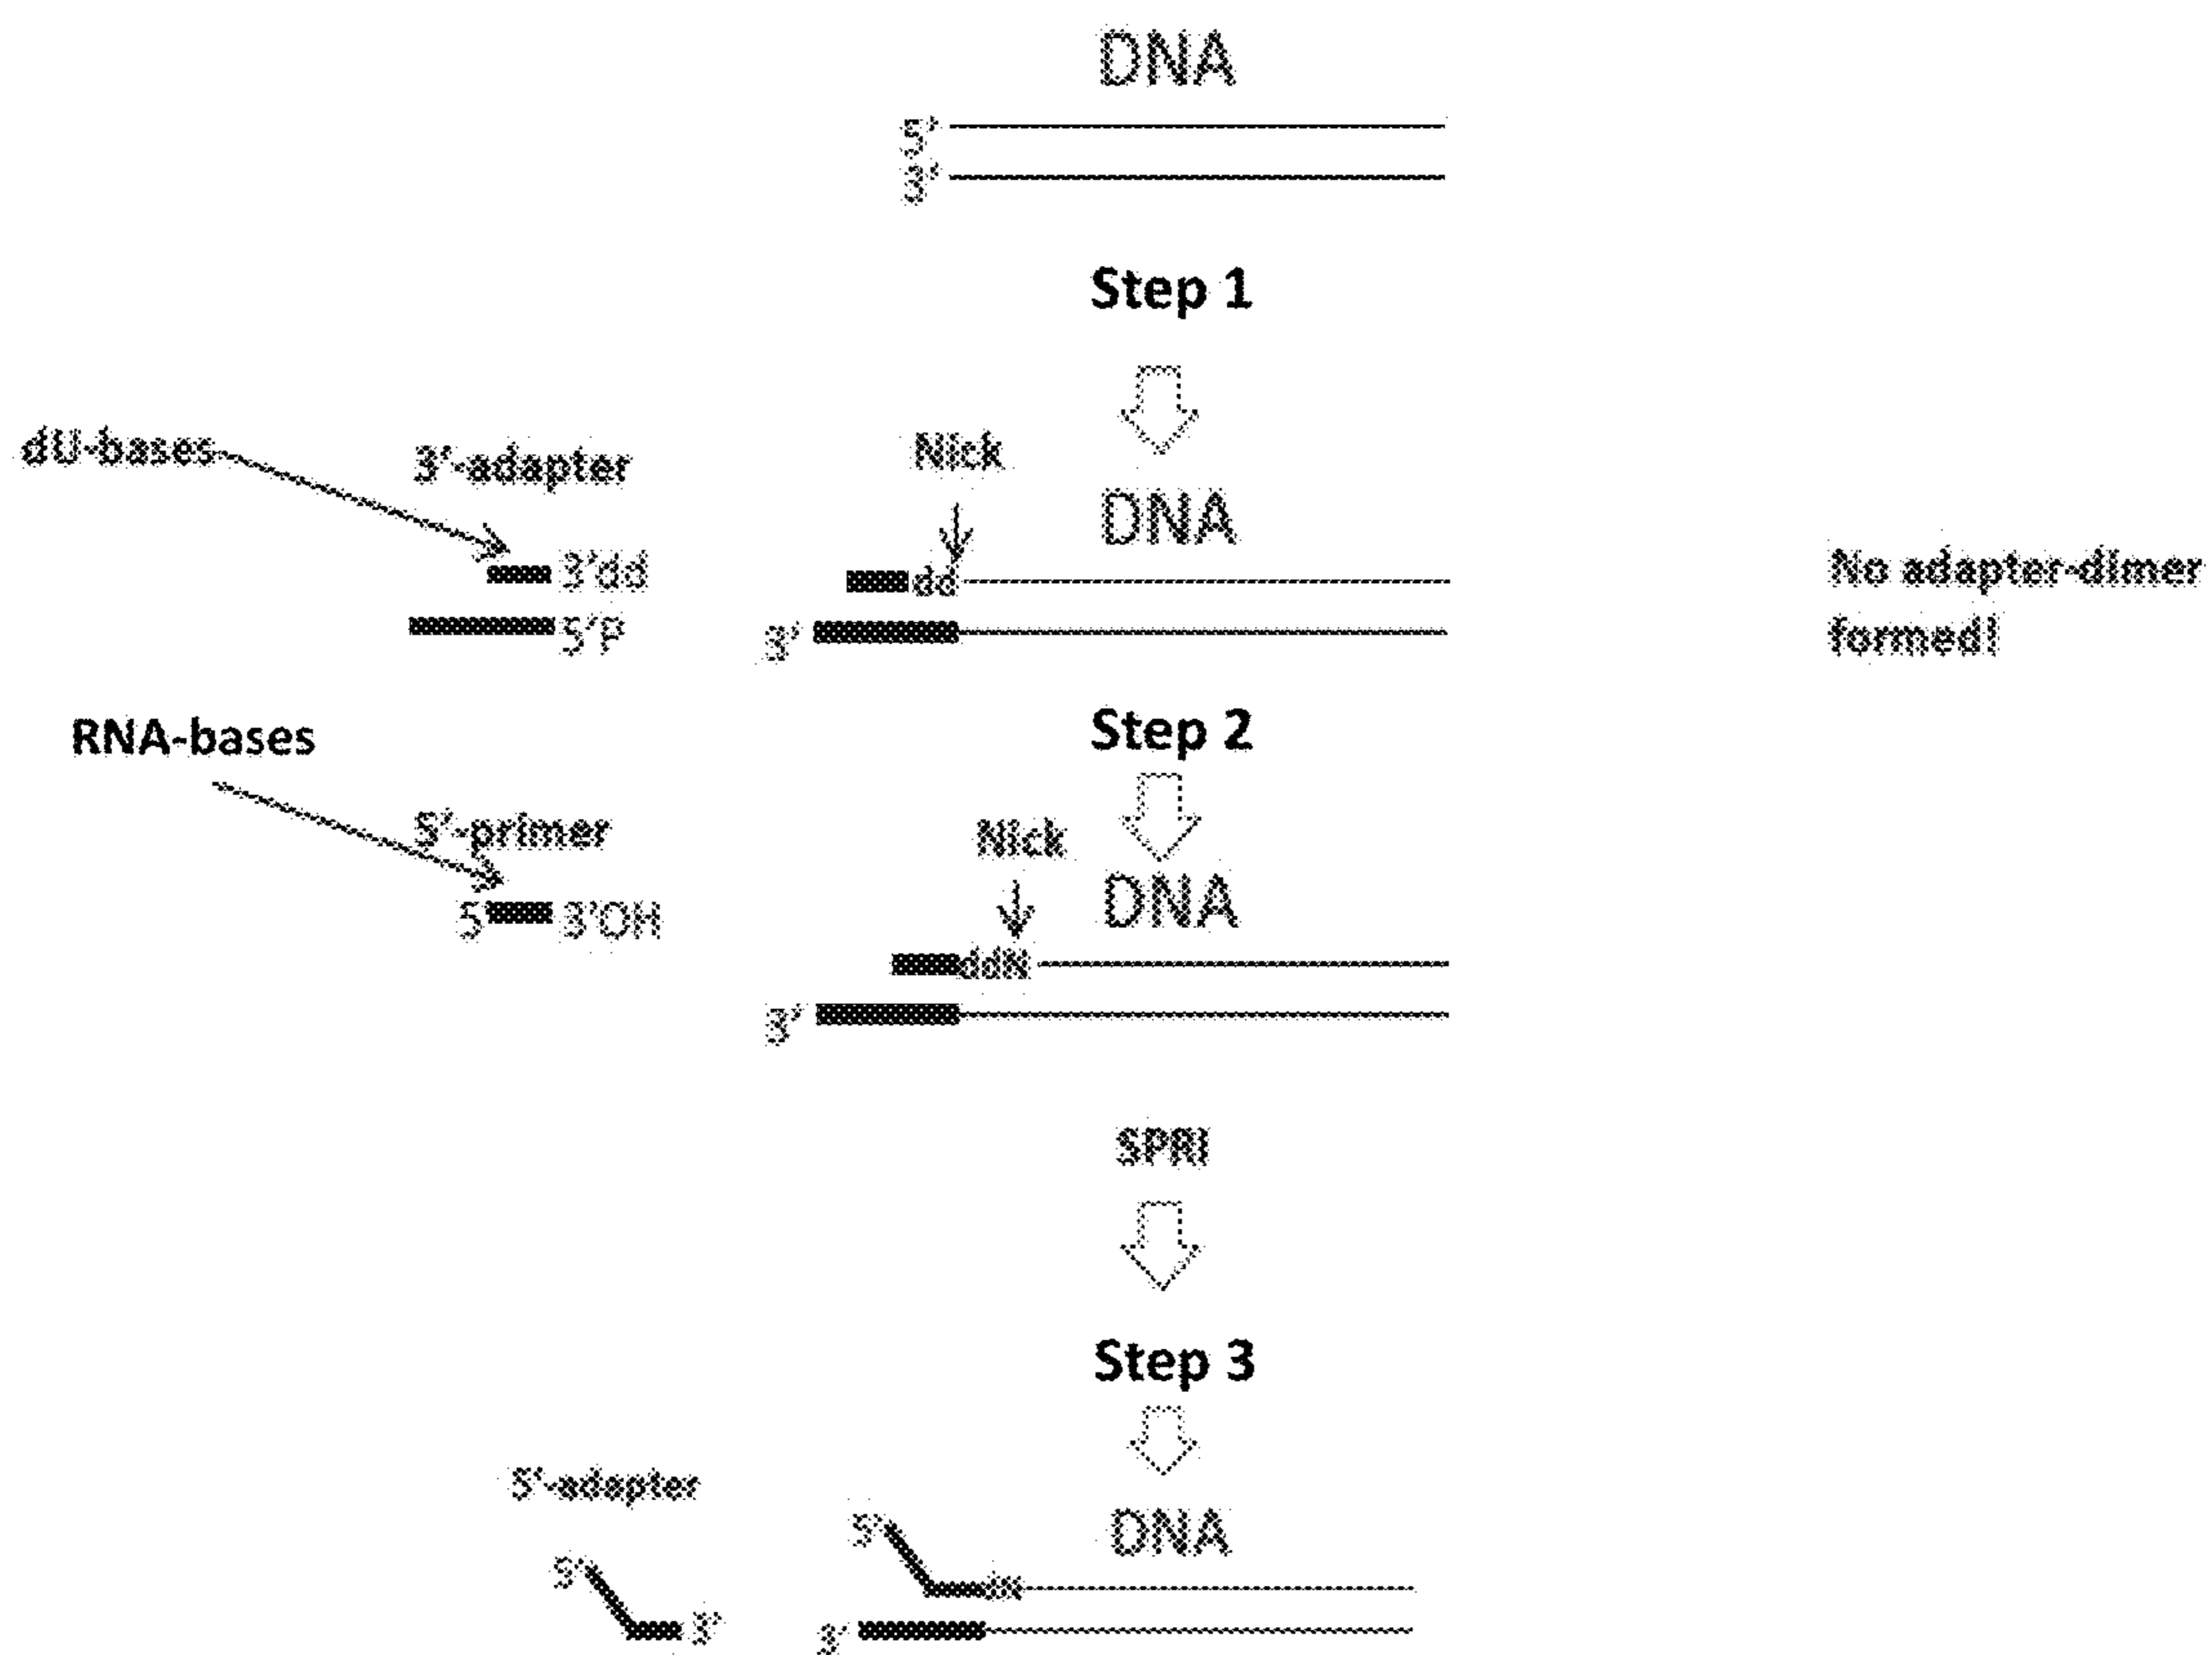 DNA
5'
3'
Step 1
dU-bases
3'-adapter
Nick
DNA
3'dd
dd
No adapter-dimer
5'P
3'
formed!
RNA-bases
Step 2
5'-primer
Nick
5' 3'OH
DNA
ddN
3'
SPRI
Step 3
5'-adapter
5'
DNA
5'
3'
3'